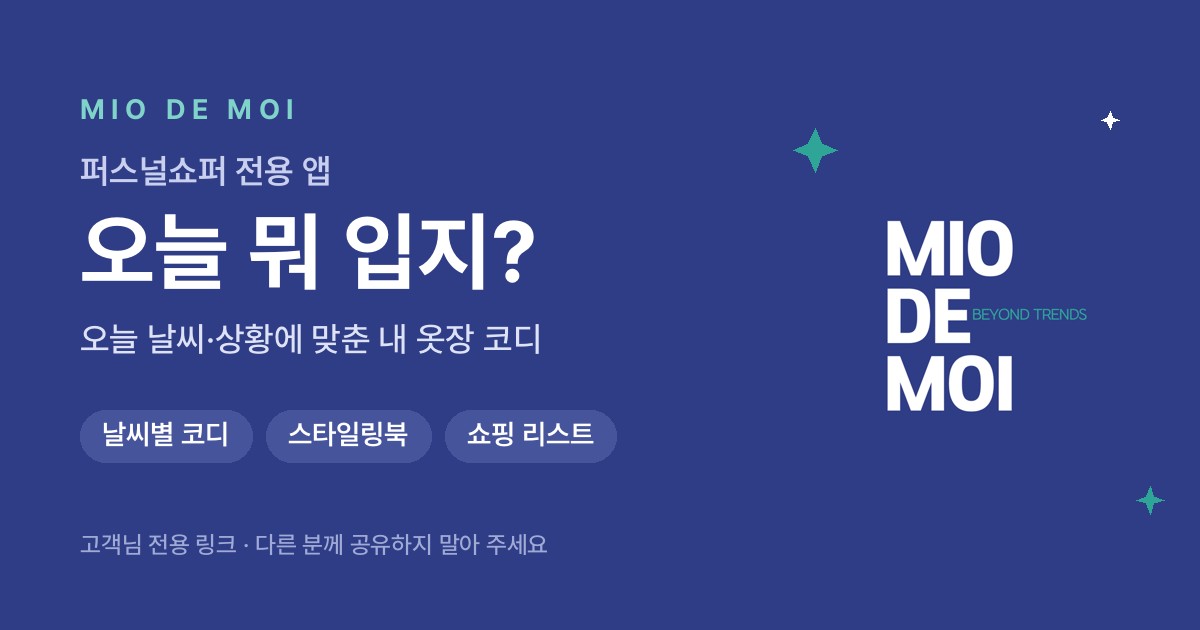 MIO DE MOI
퍼스널쇼퍼 전용 앱
오늘 뭐 입지?
오늘 날씨·상황에 맞춘 내 옷장 코디
날씨별 코디
스타일링북
쇼핑 리스트
고객님 전용 링크 · 다른 분께 공유하지 말아 주세요
MIO
DE BEYOND TRENDS
MOI